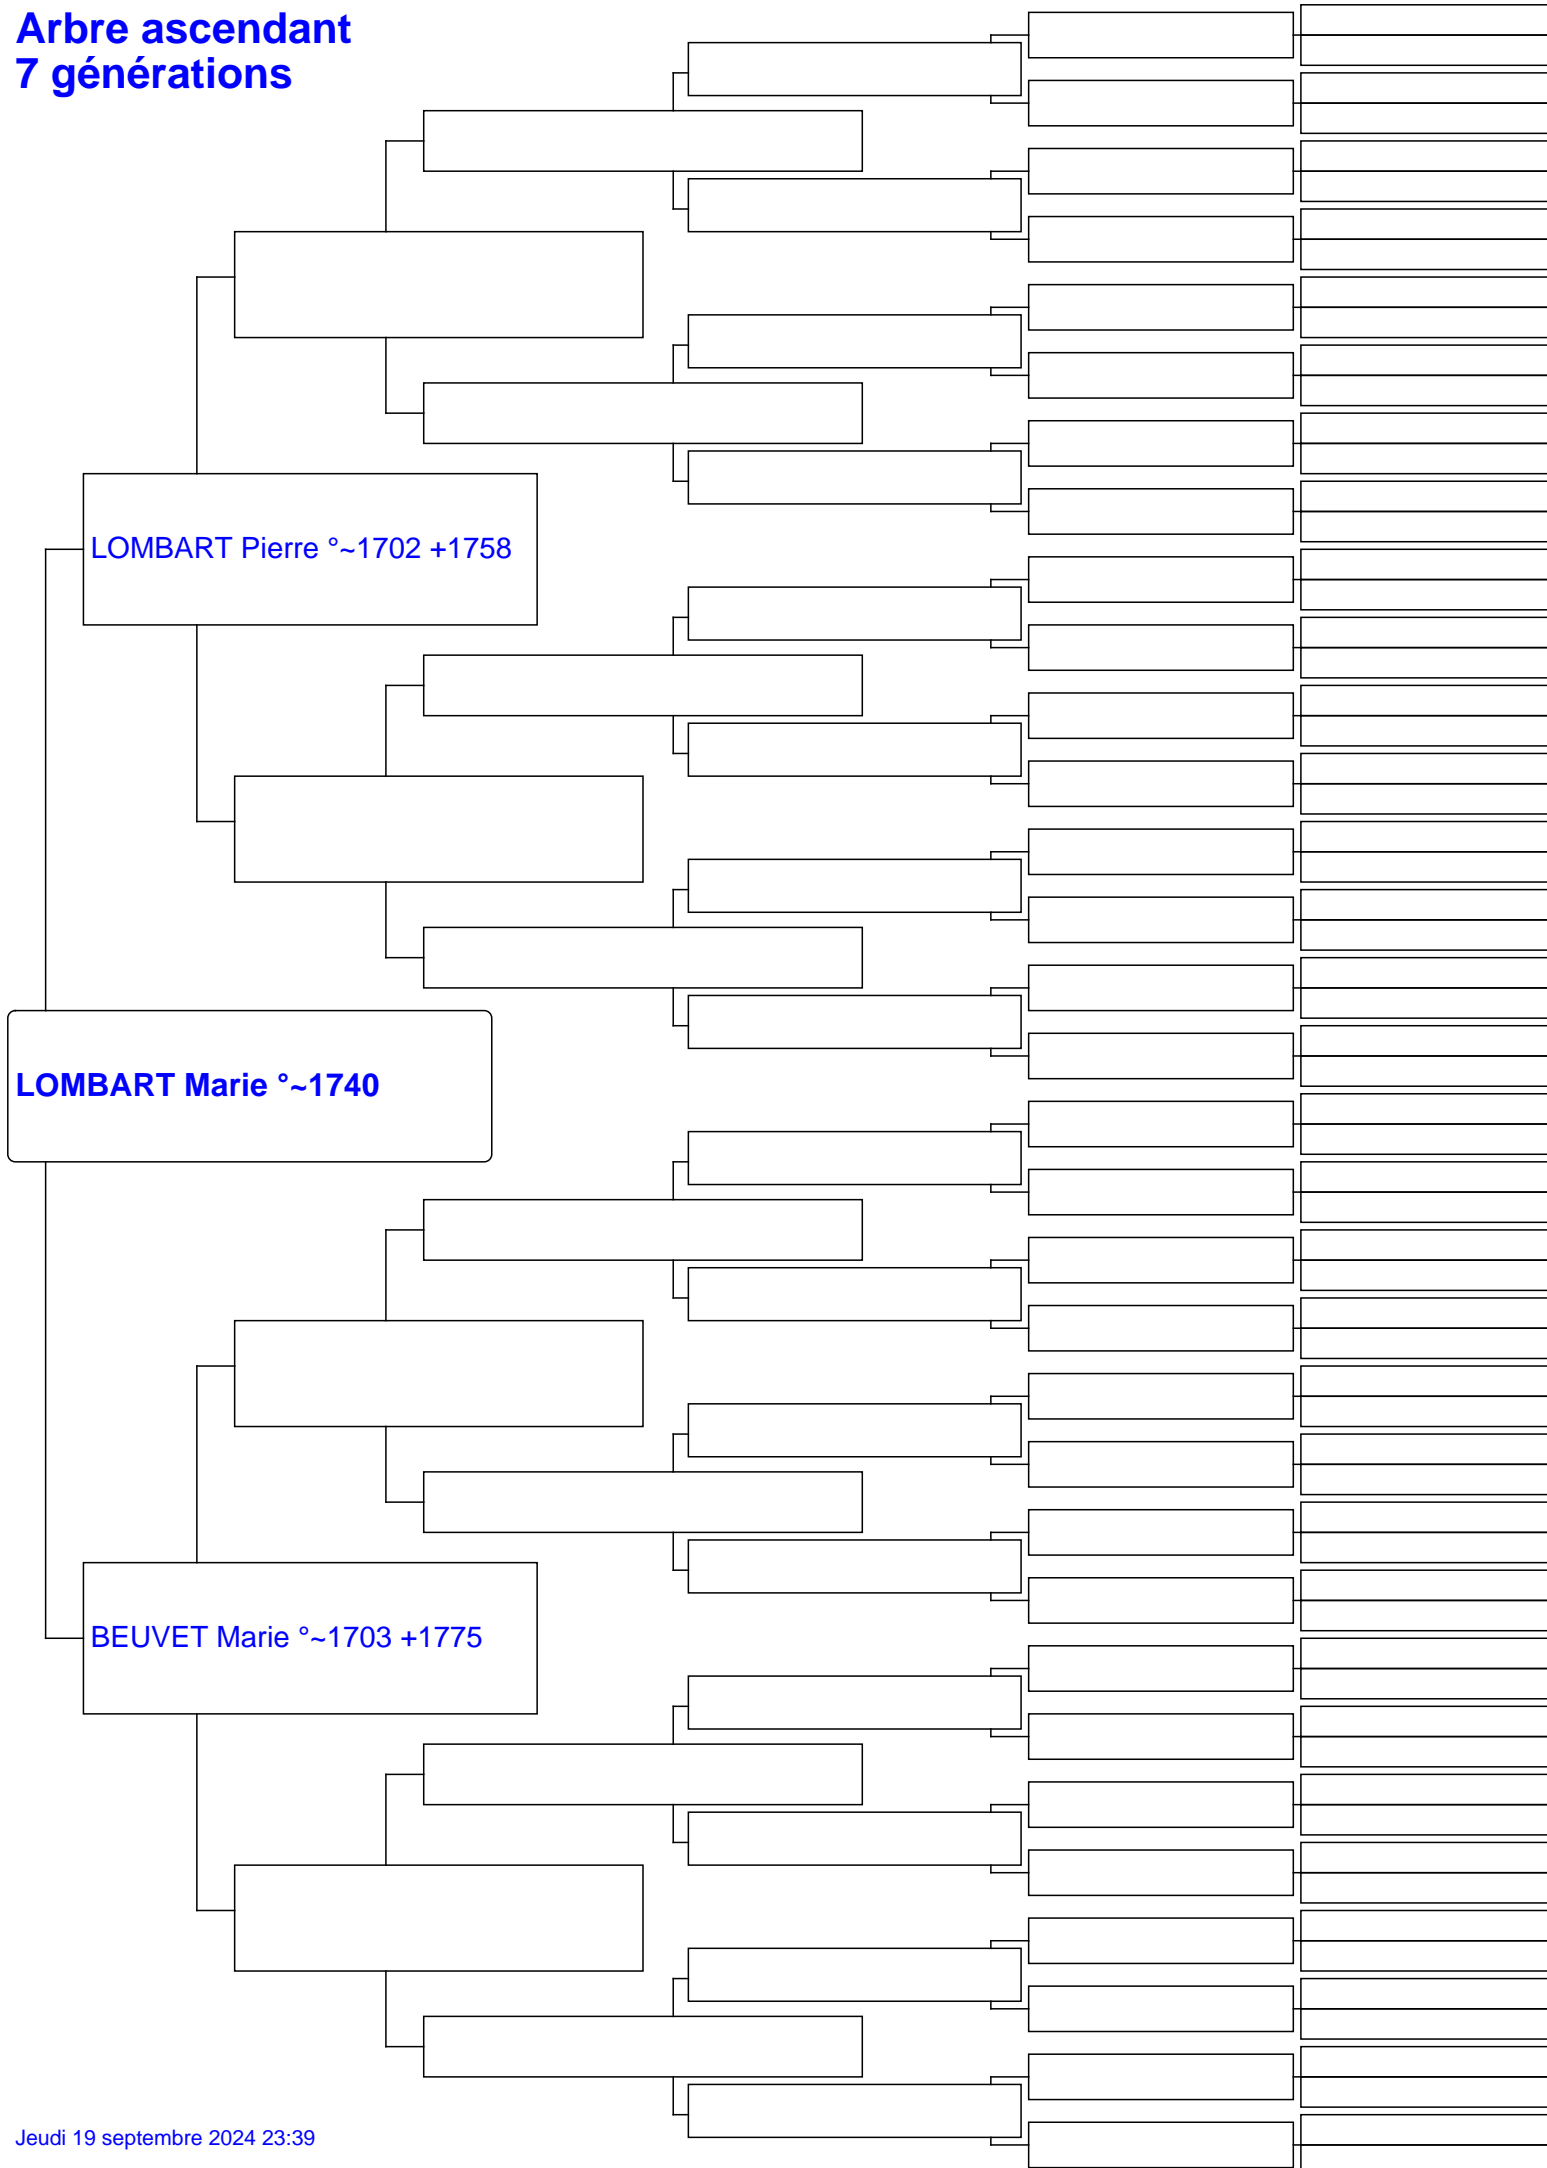 Arbre ascendant
7 générations
LOMBART Pierre °~1702 +1758
LOMBART Marie °~1740
BEUVET Marie °~1703 +1775
Jeudi 19 septembre 2024 23:39